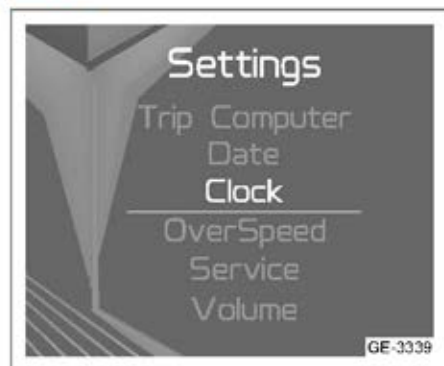 Settings
Trip Computer
Date
Clock
OverSpeed
Service
Volume
GE-3339